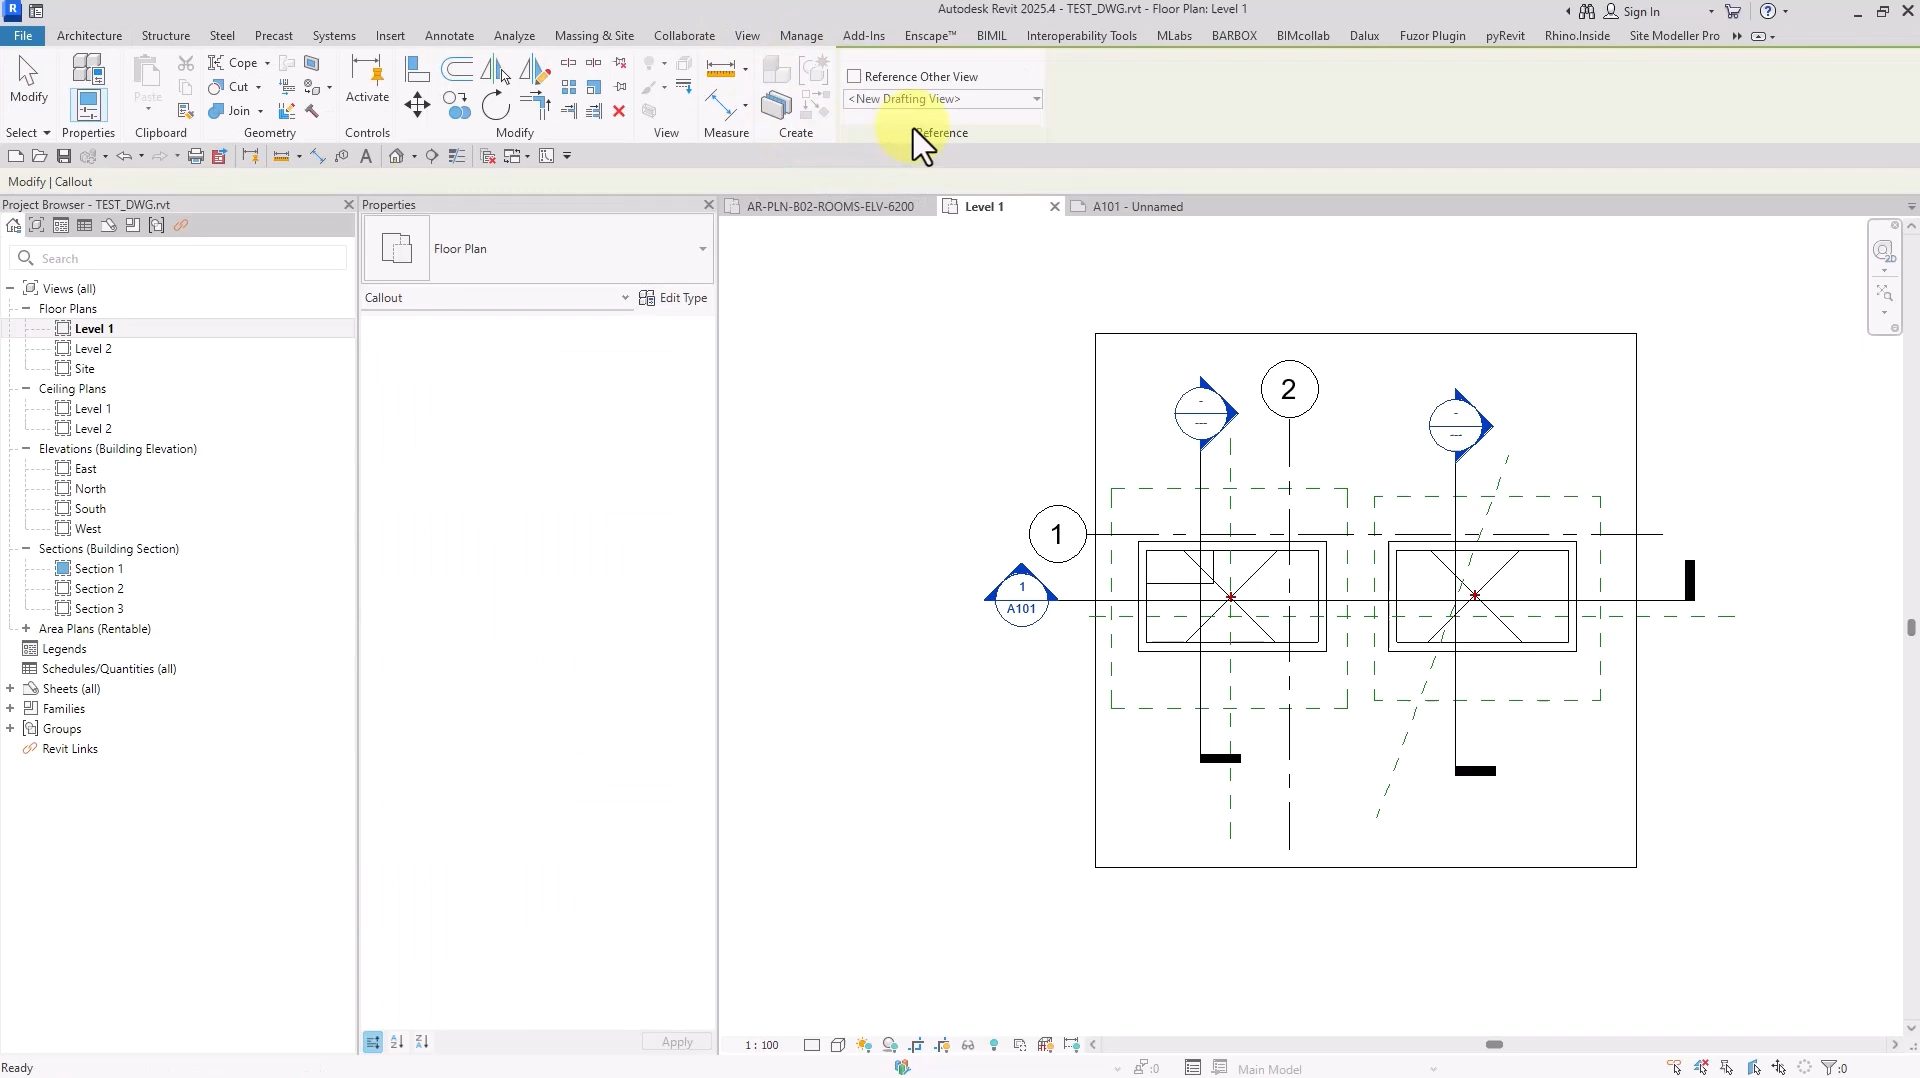 Autodesk Revit 2025.4 - TEST_DWG.rvt - Floor Plan: Level 1
Sign In
File Architecture Structure Steel Precast Systems Insert Annotate Analyze Massing & Site Collaborate View Manage Add-Ins Enscape™ BIMIL Interoperability Tools MLabs BARBOX BIMcollab Dalux Fuzor Plugin pyRevit Rhino.Inside Site Modeller Pro
Cope
Cut
Join
Modify
Paste
Activate
Reference Other View
<New Drafting View>
Select Properties Clipboard Geometry Controls Modify View Measure Create Reference
Modify | Callout
Project Browser - TEST_DWG.rvt
Search
Views (all)
Floor Plans
Level 1
Level 2
Site
Ceiling Plans
Level 1
Level 2
Elevations (Building Elevation)
East
North
South
West
Sections (Building Section)
Section 1
Section 2
Section 3
Area Plans (Rentable)
Legends
Schedules/Quantities (all)
Sheets (all)
Families
Groups
Revit Links
Properties
Floor Plan
Callout
Edit Type
Apply
AR-PLN-B02-ROOMS-ELV-6200
Level 1
A101 - Unnamed
2D
2
1
1
A101
1 : 100
Ready
:0
Main Model
:0